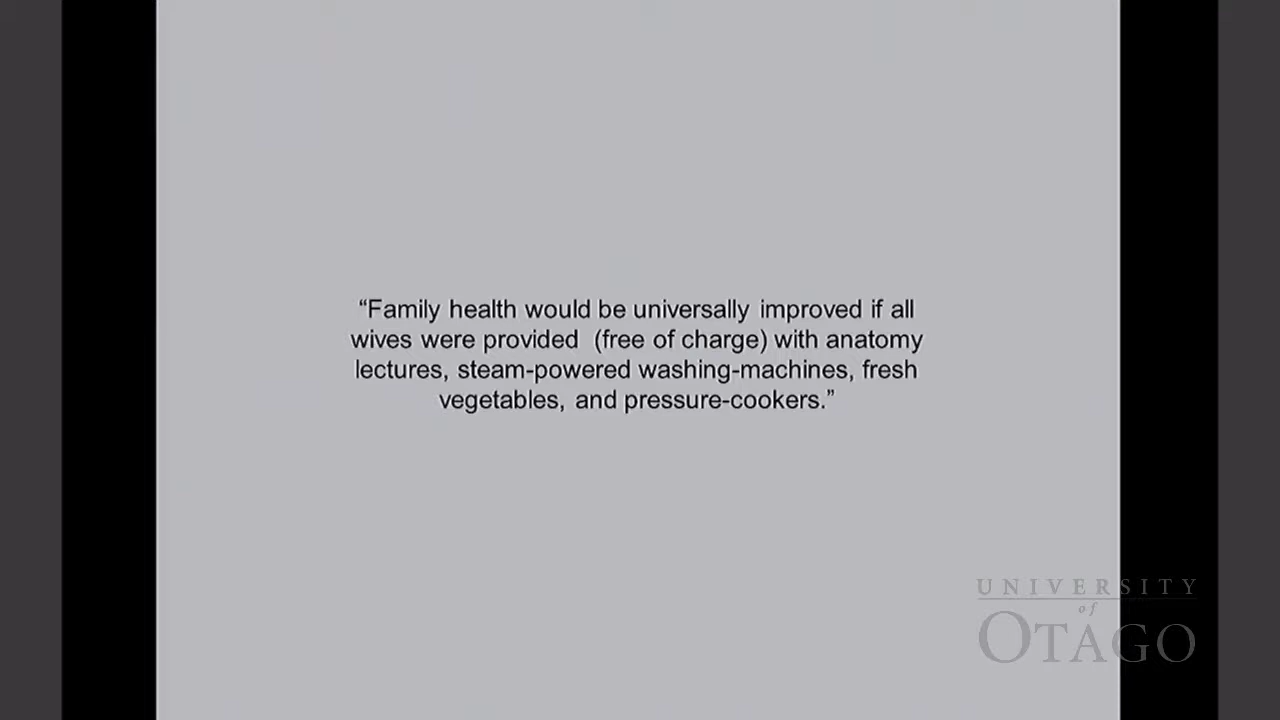 “Family health would be universally improved if all
wives were provided  (free of charge) with anatomy
lectures, steam-powered washing-machines, fresh
vegetables, and pressure-cookers.”
UNIVERSITY
of
OTAGO